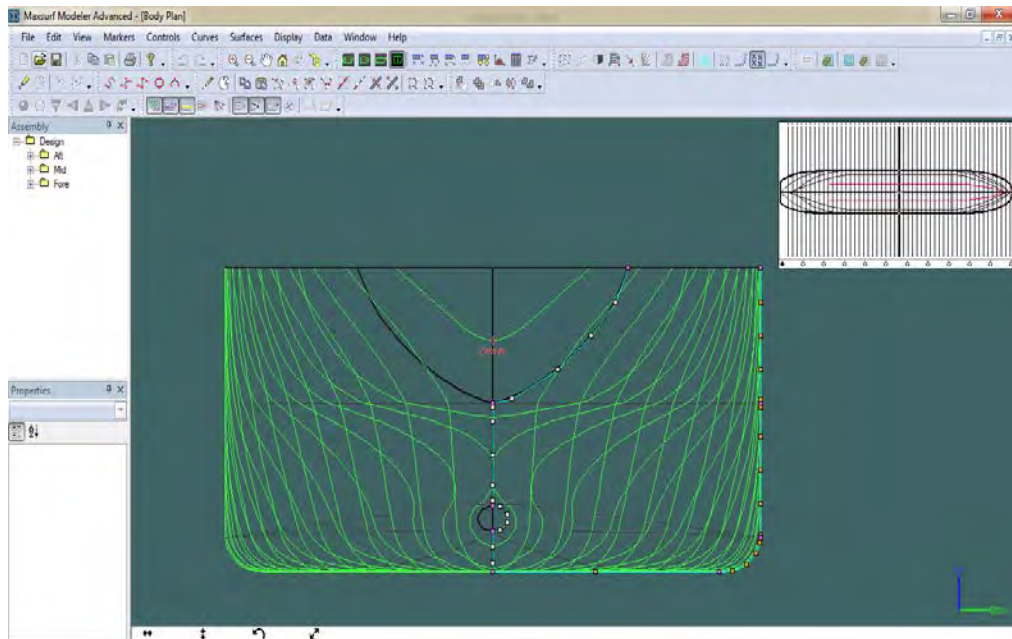 Maxsurf Modeler Advanced - [Body Plan]
File Edit View Markers Controls Curves Surfaces Display Data Window Help
Assembly
Design
Aft
Mid
Fore
Properties